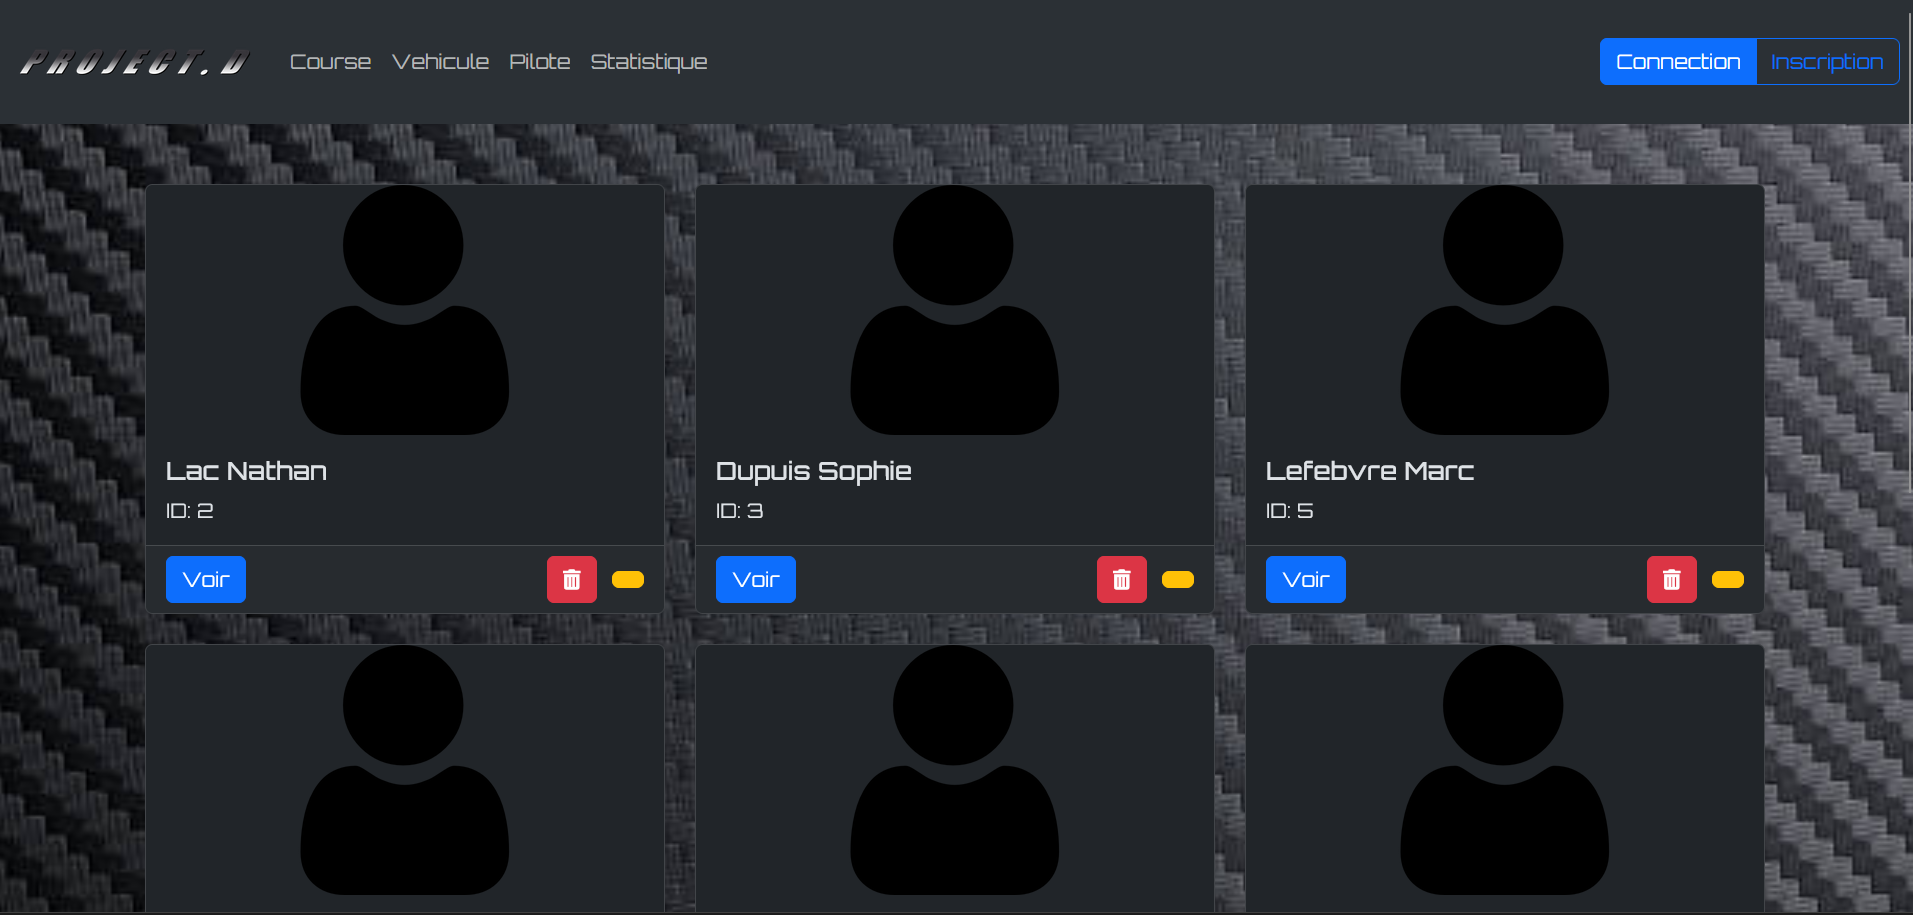 PROJECT.D
Course Vehicule Pilote Statistique
Connection Inscription
Lac Nathan
ID: 2
Voir
Dupuis Sophie
ID: 3
Voir
Lefebvre Marc
ID: 5
Voir